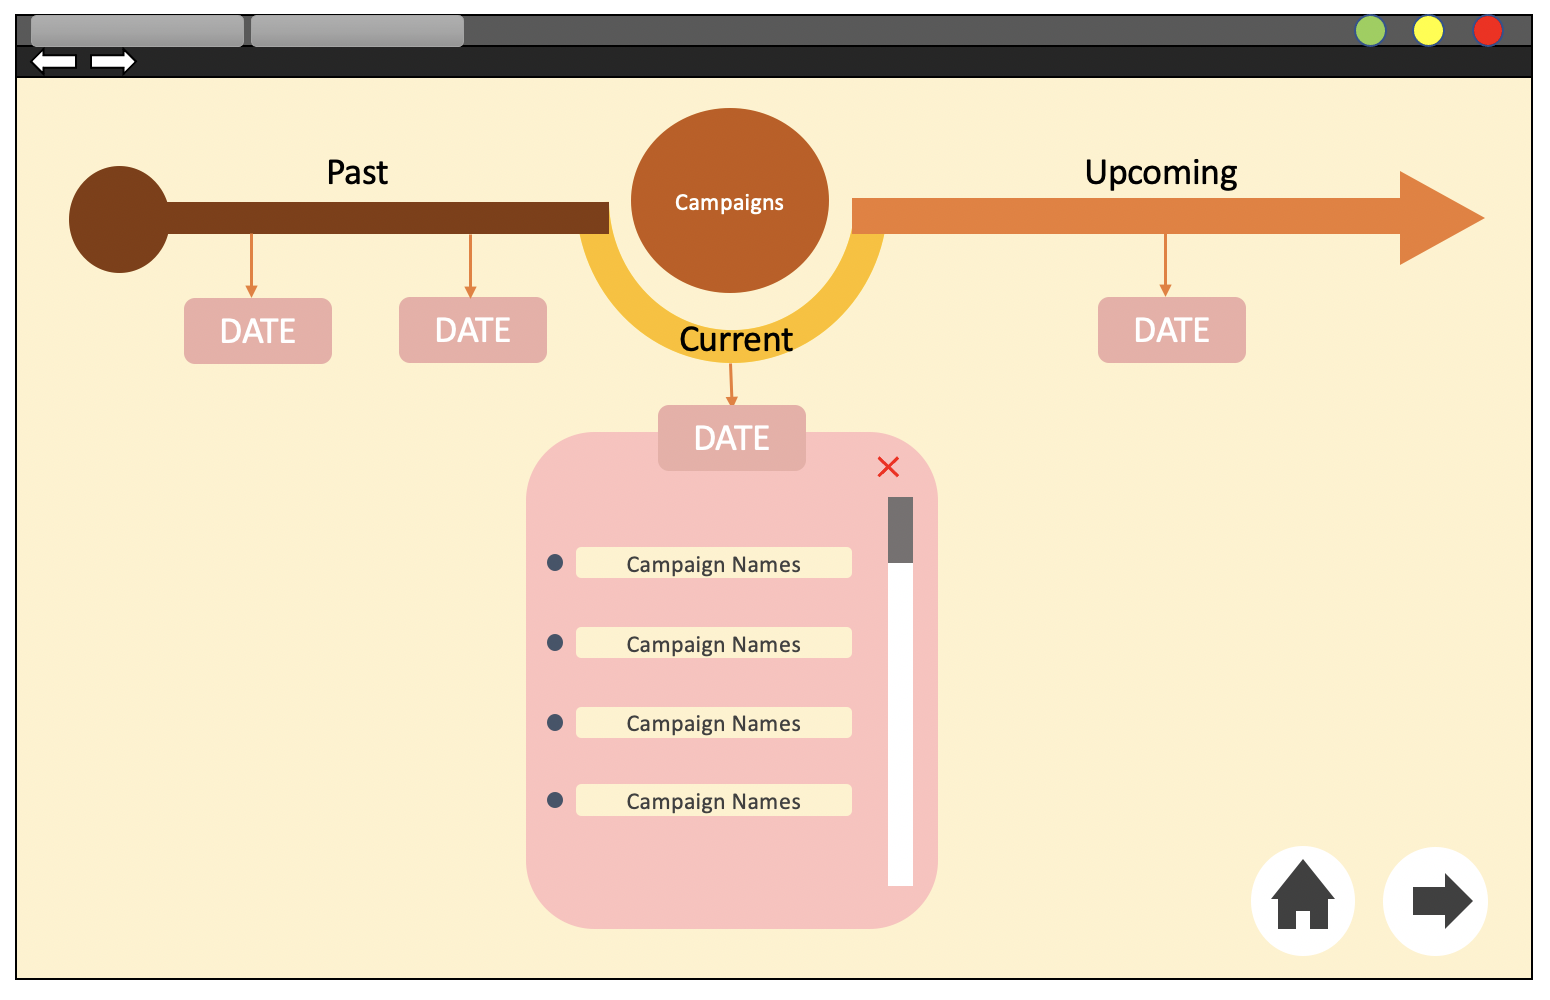 Past
Campaigns
Upcoming
DATE
DATE
Current
DATE
DATE
Campaign Names
Campaign Names
Campaign Names
Campaign Names